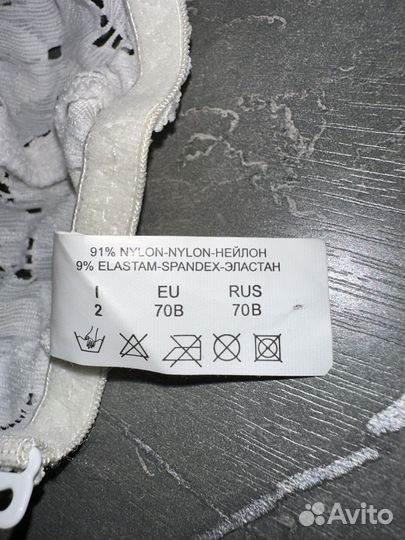 91% NYLON-NYLON-НЕЙЛОН
9% ELASTAM-SPANDEX-ЭЛАСТАН
I EU RUS
2 70B 70B
Avito